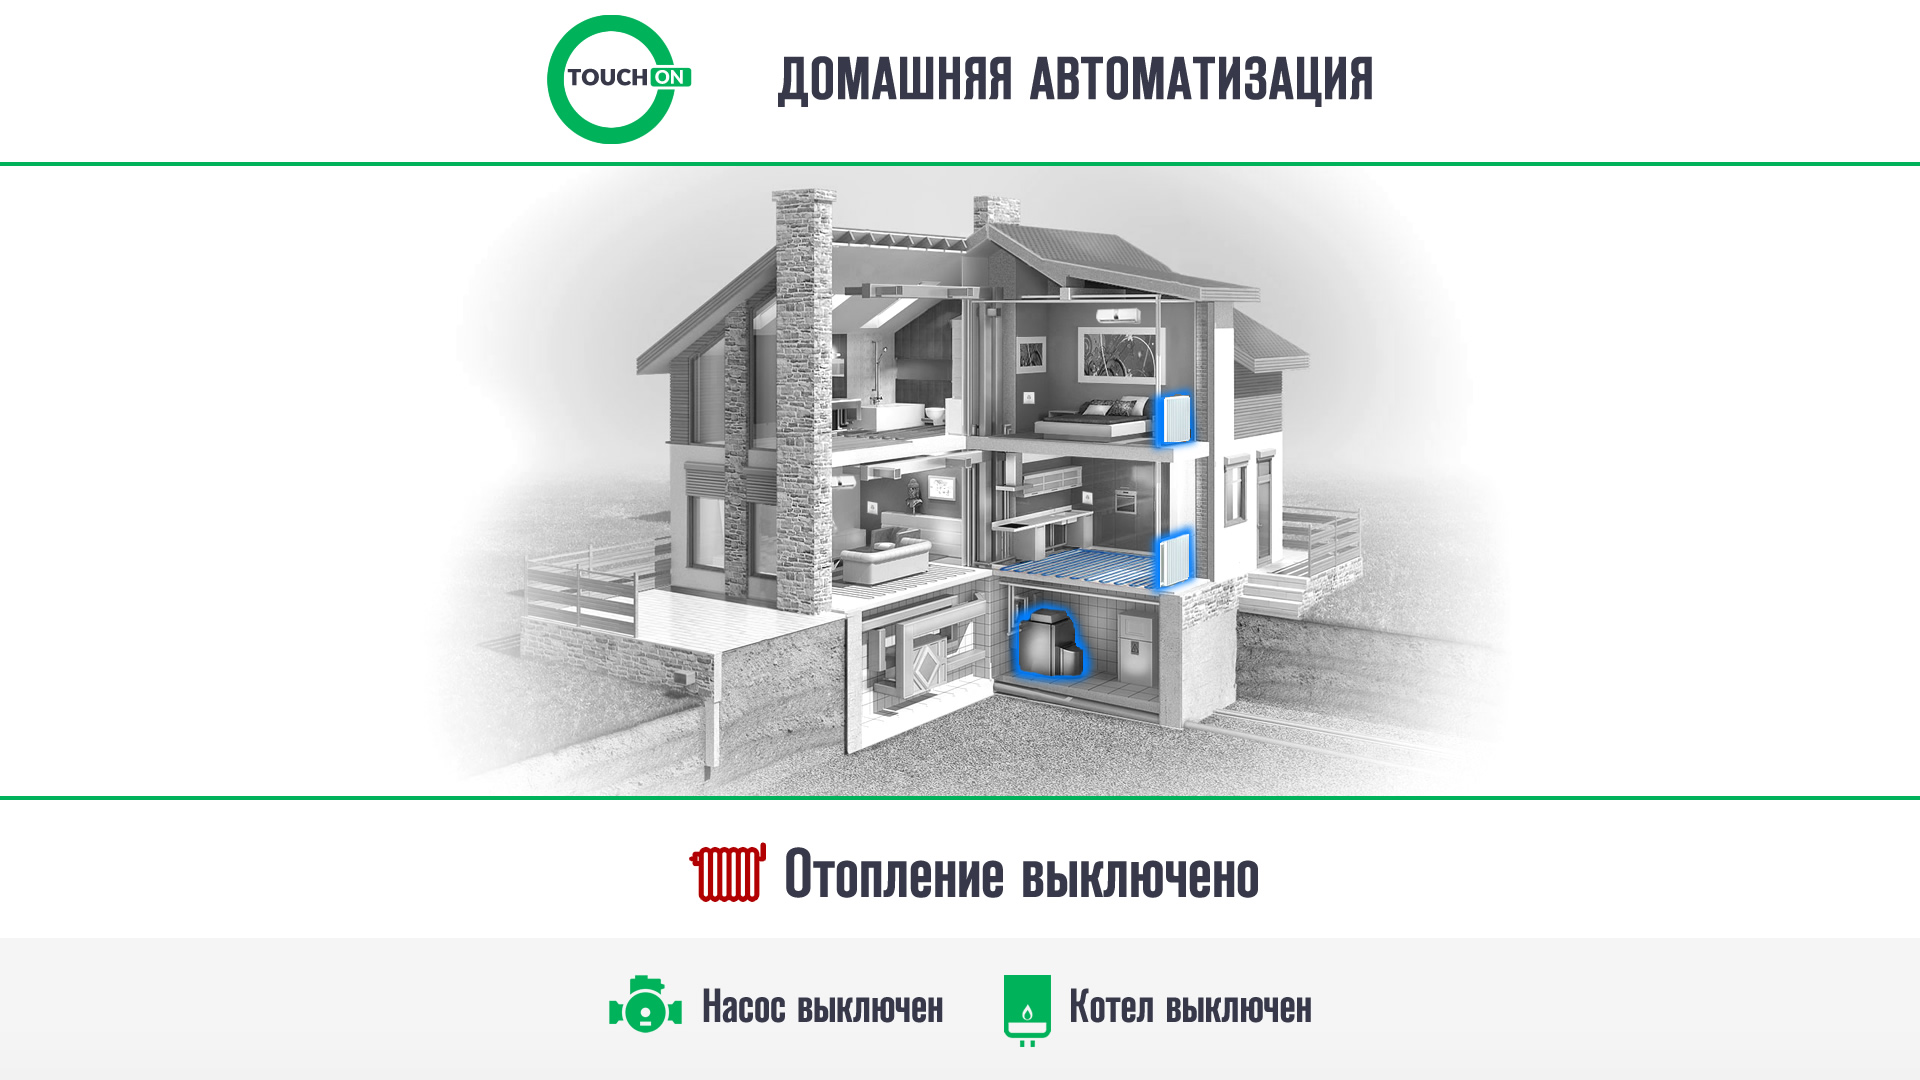 TOUCH ON
ДОМАШНЯЯ АВТОМАТИЗАЦИЯ
Отопление выключено
Насос выключен
Котел выключен